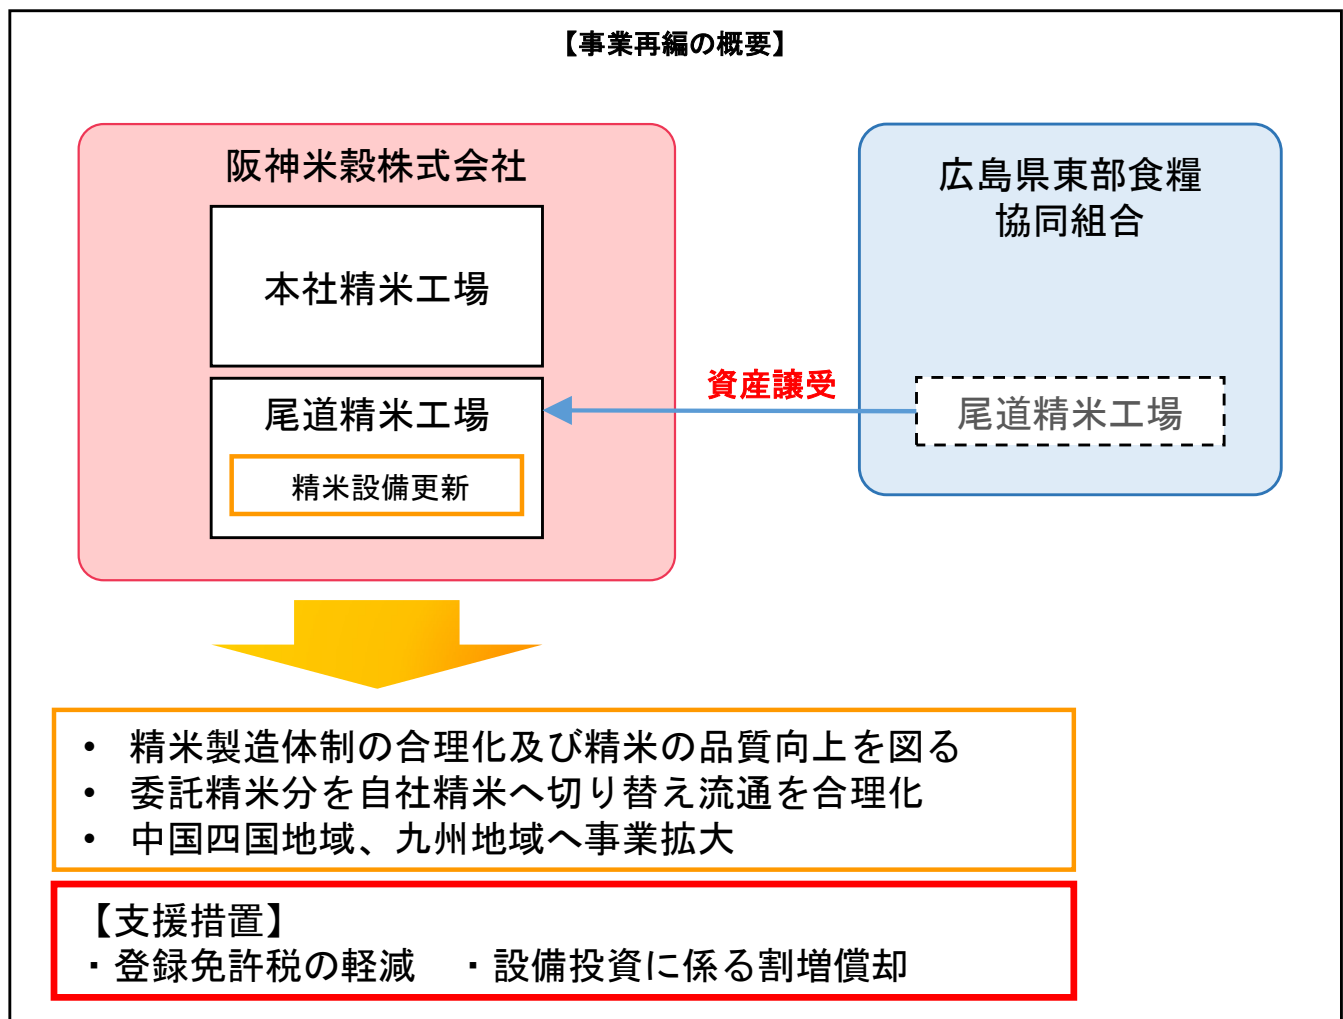 【事業再編の概要】
阪神米穀株式会社
本社精米工場
尾道精米工場
精米設備更新
資産譲受
広島県東部食糧
協同組合
尾道精米工場
• 精米製造体制の合理化及び精米の品質向上を図る
• 委託精米分を自社精米へ切り替え流通を合理化
• 中国四国地域、九州地域へ事業拡大
【支援措置】
・登録免許税の軽減　・設備投資に係る割増償却